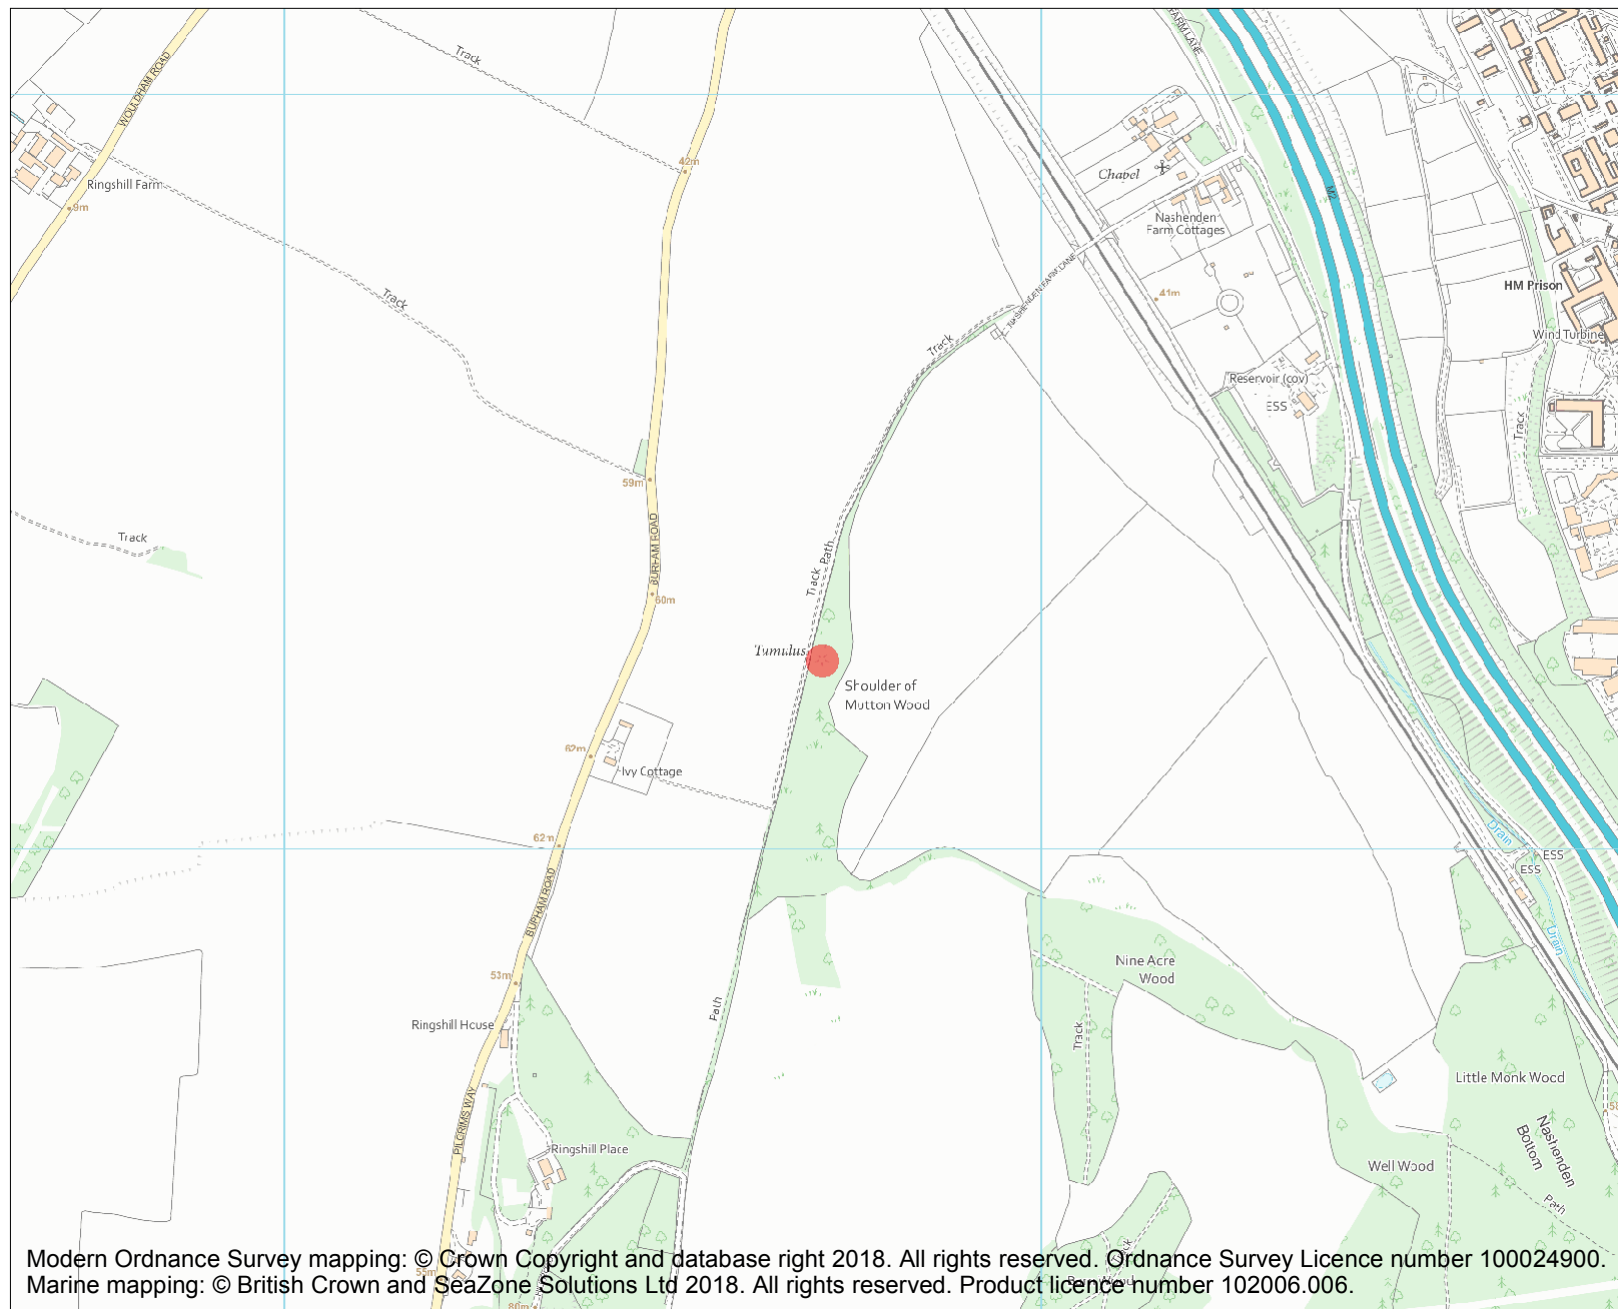 FARM LANE
WOULDHAM ROAD
Track
42m
Chapel
M2
Ringshill Farm
9m
Nashenden
Farm Cottages
NASHENDEN FARM LANE
HM Prison
41m
Track
Wind Turbine
Track
Reservoir (cov)
ESS
Track
59m
Track
BURHAM ROAD
Path
Track
60m
Tumulus
Shoulder of
Mutton Wood
62m
Ivy Cottage
62m
Drain
ESS
ESS
BURHAM ROAD
Drain
Nine Acre
Wood
53m
Path
Ringshill House
Track
Little Monk Wood
PILGRIMS WAY
Nashenden
Bottom
Ringshill Place
Well Wood
Path
Track
Modern Ordnance Survey mapping: © Crown Copyright and database right 2018. All rights reserved. Ordnance Survey Licence number 100024900.
55m
Marine mapping: © British Crown and SeaZone Solutions Ltd 2018. All rights reserved. Product licence number 102006.006.
80m